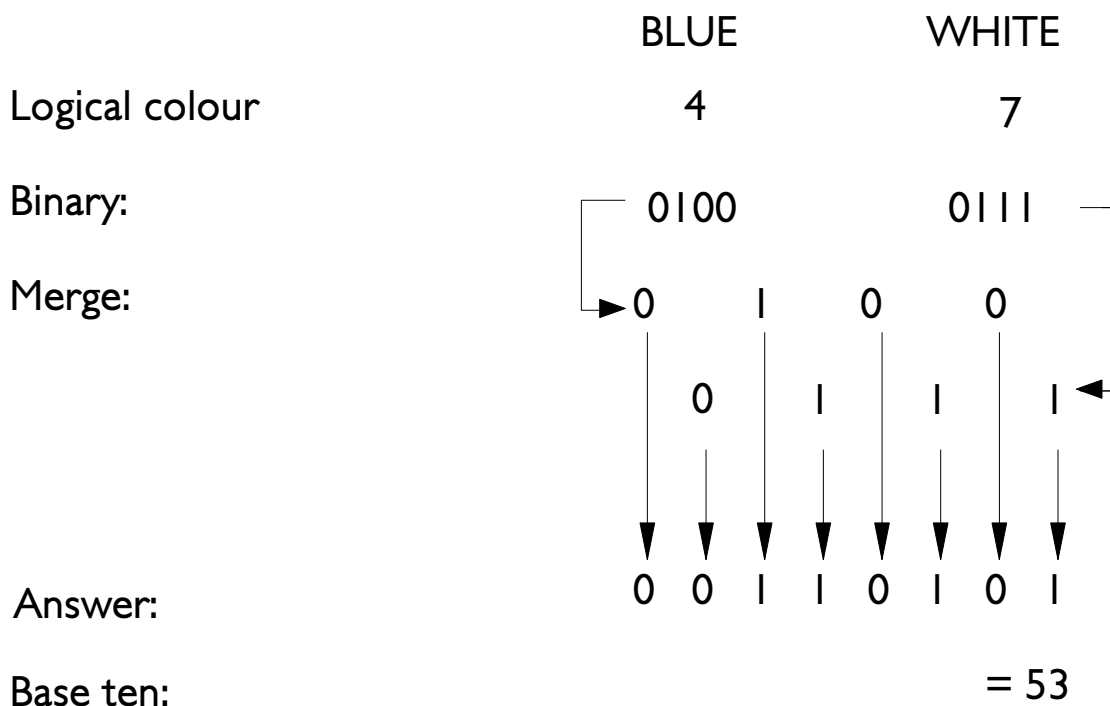 BLUE WHITE
Logical colour 4 7
Binary: 0100 0111
Merge: 0 1 0 0
0 1 1 1
Answer: 0 0 1 1 0 1 0 1
Base ten: = 53